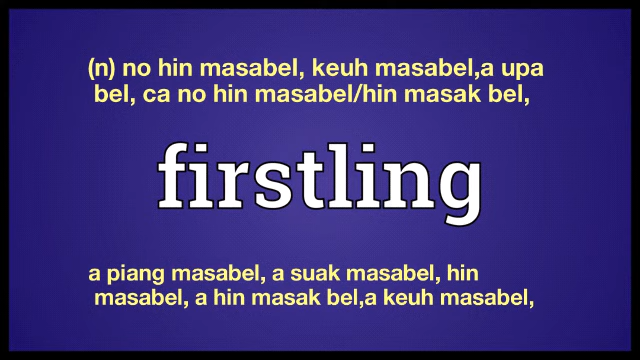 (n) no hin masabel, keuh masabel,a upa
bel, ca no hin masabel/hin masak bel,
firstling
a piang masabel, a suak masabel, hin
masabel, a hin masak bel,a keuh masabel,